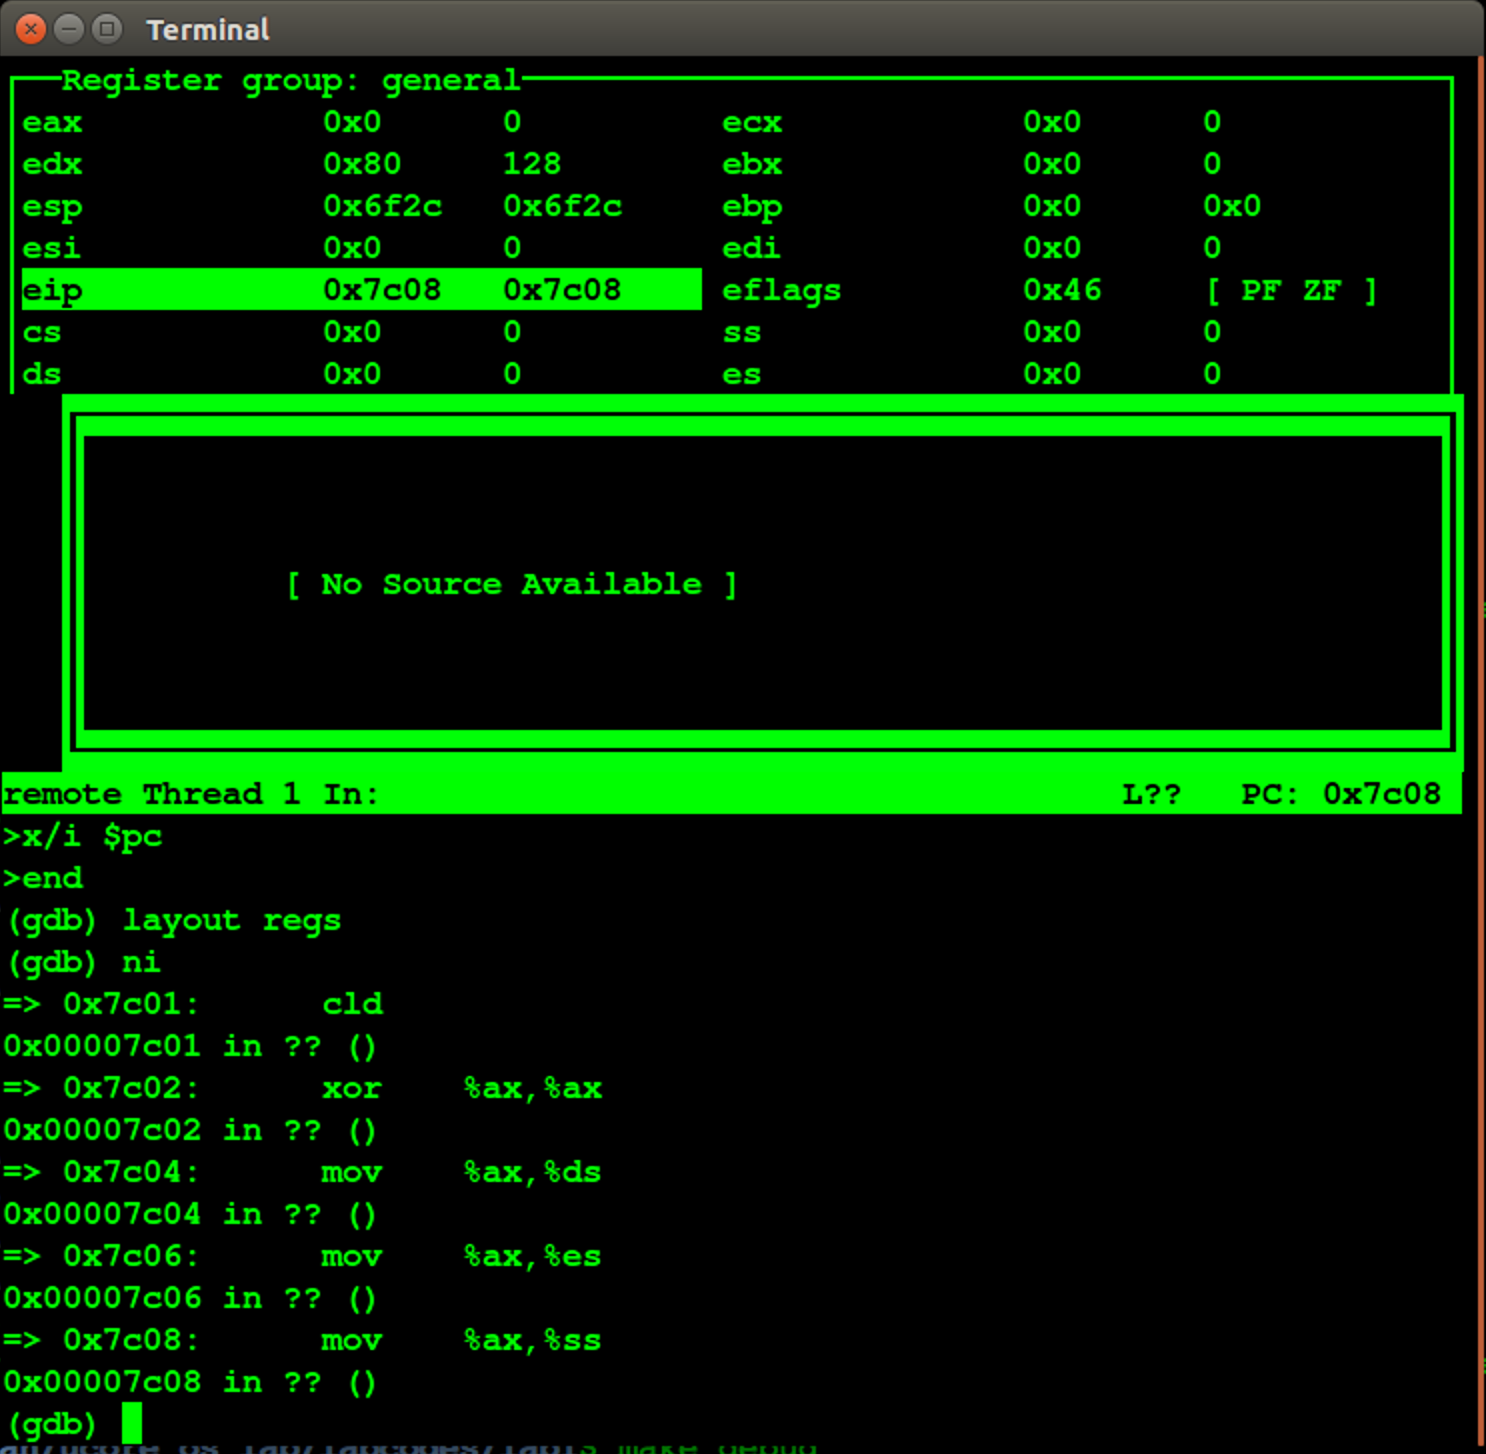 Terminal
Register group: general
eax 0x0 0 ecx 0x0 0
edx 0x80 128 ebx 0x0 0
esp 0x6f2c 0x6f2c ebp 0x0 0x0
esi 0x0 0 edi 0x0 0
eip 0x7c08 0x7c08 eflags 0x46 [ PF ZF ]
cs 0x0 0 ss 0x0 0
ds 0x0 0 es 0x0 0
[ No Source Available ]
remote Thread 1 In: L?? PC: 0x7c08
>x/i $pc
>end
(gdb) layout regs
(gdb) ni
=> 0x7c01: cld
0x00007c01 in ?? ()
=> 0x7c02: xor %ax,%ax
0x00007c02 in ?? ()
=> 0x7c04: mov %ax,%ds
0x00007c04 in ?? ()
=> 0x7c06: mov %ax,%es
0x00007c06 in ?? ()
=> 0x7c08: mov %ax,%ss
0x00007c08 in ?? ()
(gdb)
$ make debug